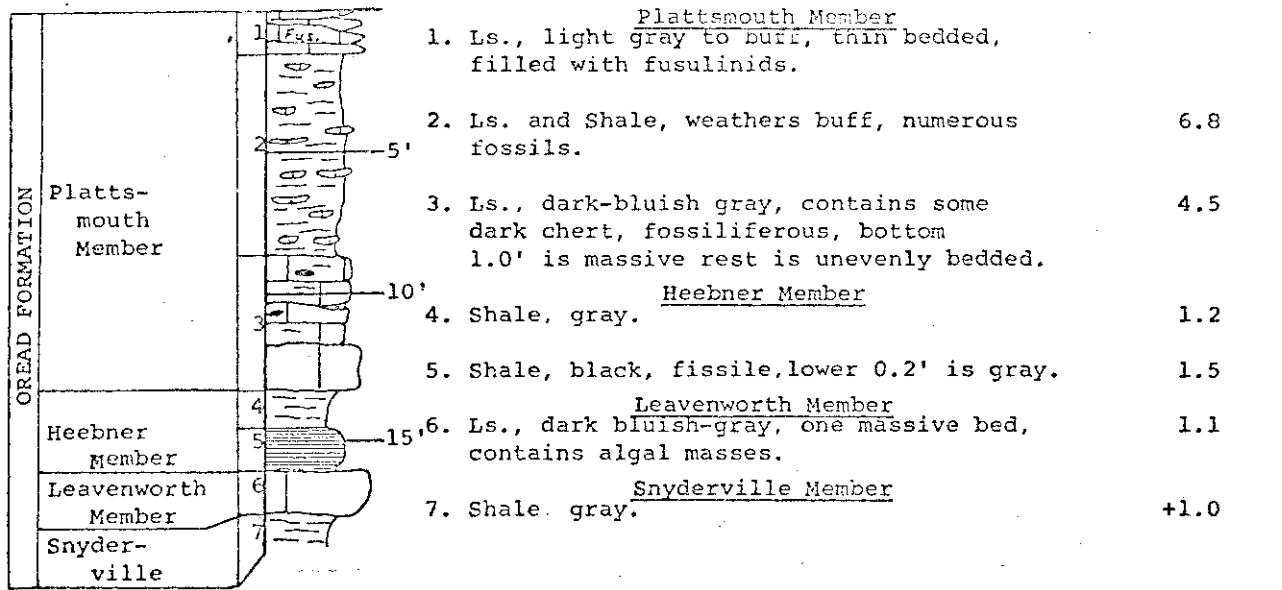 OREAD FORMATION
Platts-
mouth
Member
Heebner
Member
Leavenworth
Member
Snyder-
ville
1
Fus.
2
3
4
5
6
7
5'
10'
15'
Plattsmouth Member
1. Ls., light gray to buff, thin bedded,
filled with fusulinids.
2. Ls. and Shale, weathers buff, numerous 6.8
fossils.
3. Ls., dark-bluish gray, contains some 4.5
dark chert, fossiliferous, bottom
1.0' is massive rest is unevenly bedded.
Heebner Member
4. Shale, gray. 1.2
5. Shale, black, fissile,lower 0.2' is gray. 1.5
Leavenworth Member
6. Ls., dark bluish-gray, one massive bed, 1.1
contains algal masses.
Snyderville Member
7. Shale. gray. +1.0